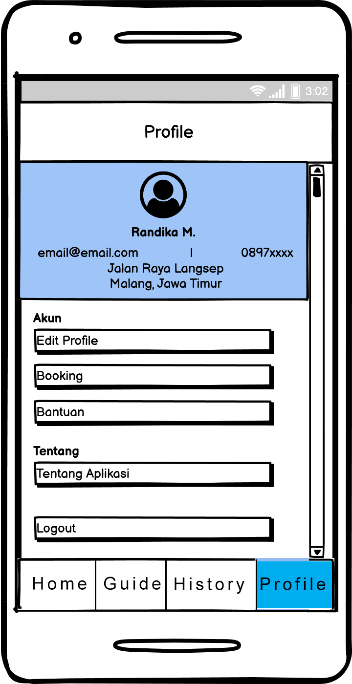 3:02
Profile
Randika M.
email@email.com | 0897xxxx
Jalan Raya Langsep
Malang, Jawa Timur
Akun
Edit Profile
Booking
Bantuan
Tentang
Tentang Aplikasi
Logout
Home Guide History Profile